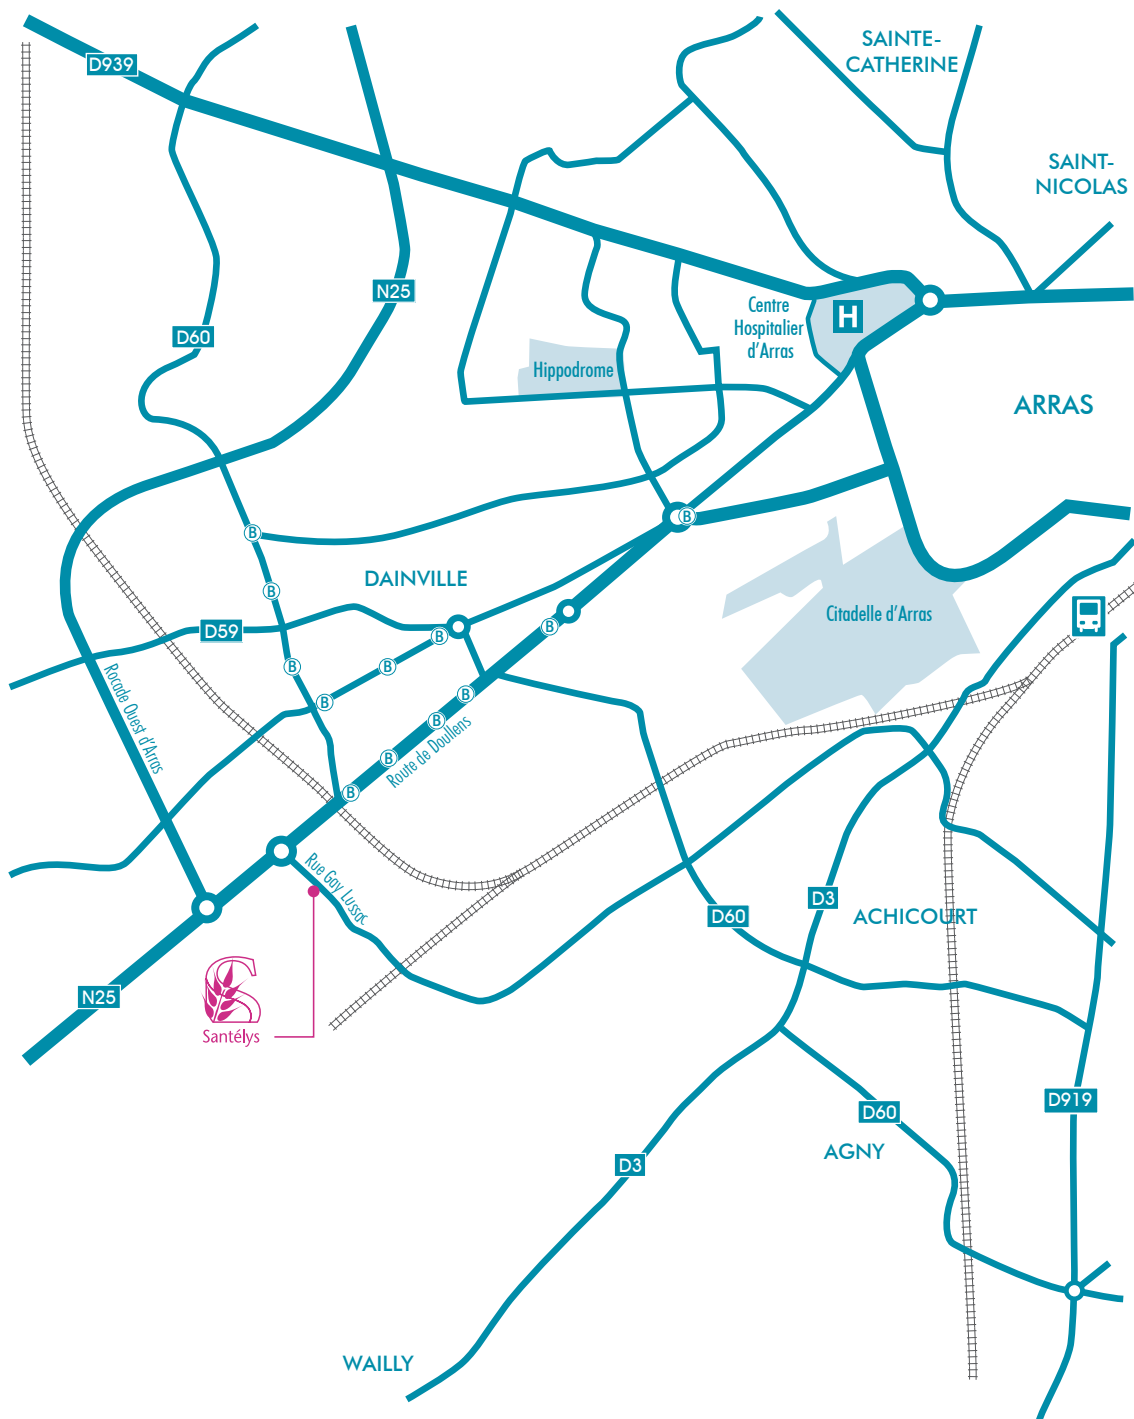 SAINTE-
CATHERINE
D939
SAINT-
NICOLAS
N25
Centre
Hospitalier
d'Arras
H
D60
Hippodrome
ARRAS
B
B
DAINVILLE
B
Citadelle d'Arras
D59
B
B
B
B
B
Rocade Ouest d'Arras
B
B
B
Route de Doullens
B
B
Rue Gay Lussac
D3
D60
ACHICOURT
S
N25
Santélys
D919
D60
AGNY
D3
WAILLY